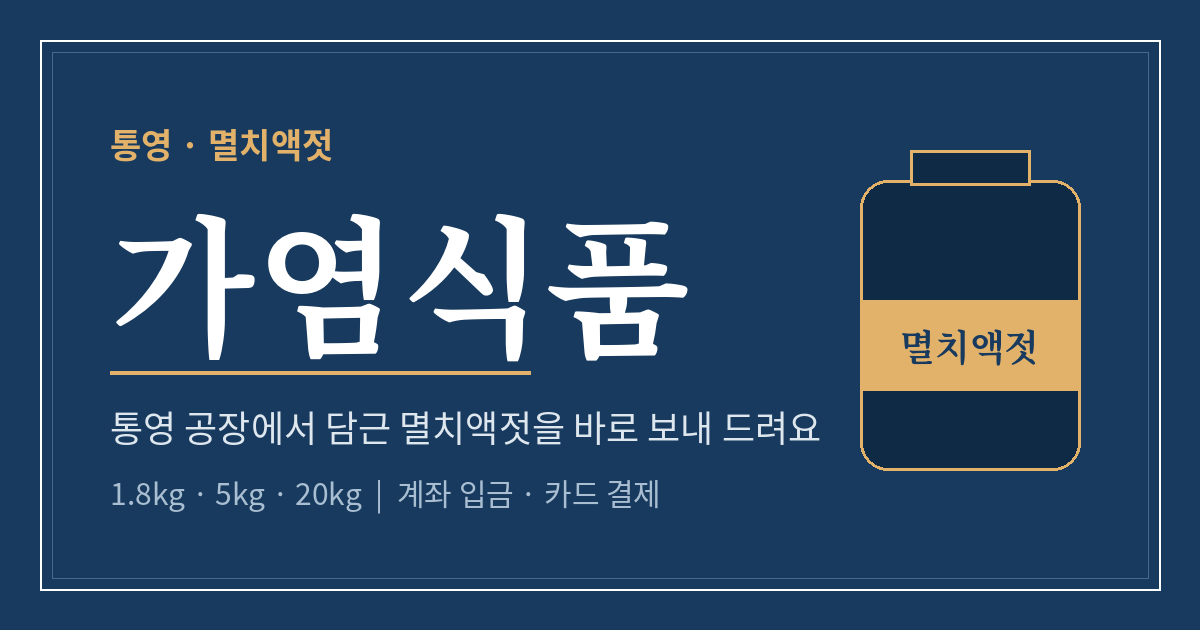 통영 · 멸치액젓
가염식품
통영 공장에서 담근 멸치액젓을 바로 보내 드려요
1.8kg · 5kg · 20kg | 계좌 입금 · 카드 결제
멸치액젓